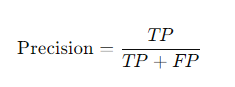 Precision = TP / (TP + FP)